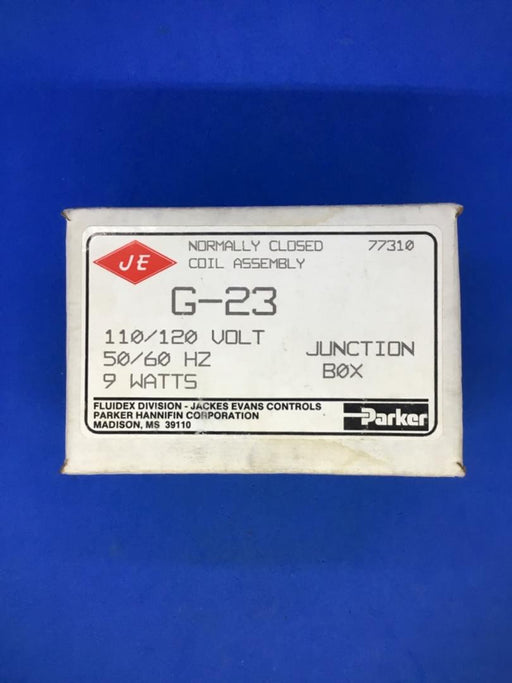 JE
NORMALLY CLOSED 77310
COIL ASSEMBLY
G-23
110/120 VOLT
50/60 HZ
9 WATTS
JUNCTION
BOX
FLUIDEX DIVISION - JACKES EVANS CONTROLS
PARKER HANNIFIN CORPORATION
MADISON, MS 39110
Parker